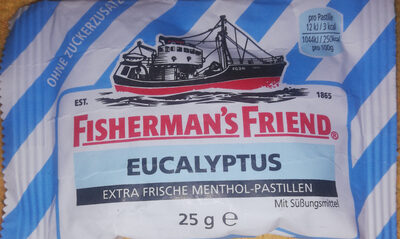 OHNE ZUCKERZUSATZ
pro Pastille
12 kJ / 3 kcal
1044kJ / 250kcal
pro 100g
EST. 1865
FISHERMAN'S FRIEND®
EUCALYPTUS
EXTRA FRISCHE MENTHOL-PASTILLEN
Mit Süßungsmittel
25 g ℮